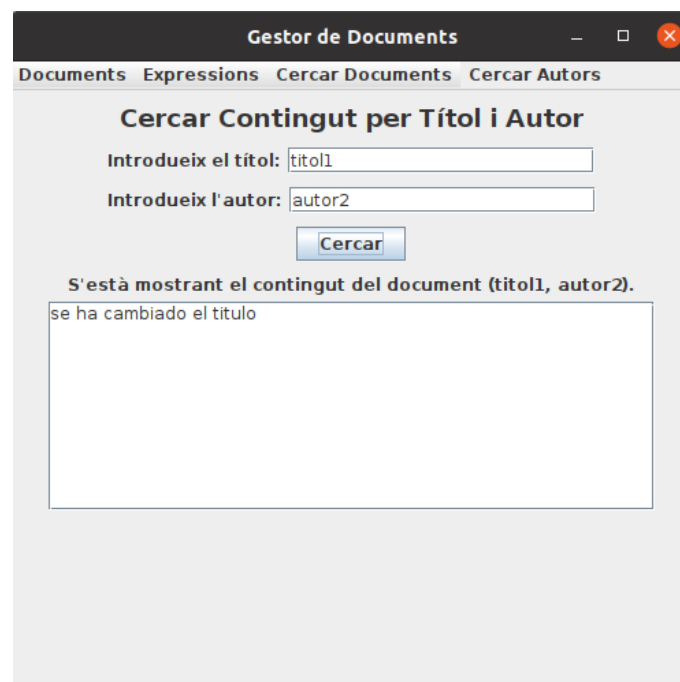 Gestor de Documents
Documents Expressions Cercar Documents Cercar Autors
Cercar Contingut per Títol i Autor
Introdueix el títol: titol1
Introdueix l'autor: autor2
Cercar
S'està mostrant el contingut del document (titol1, autor2).
se ha cambiado el titulo